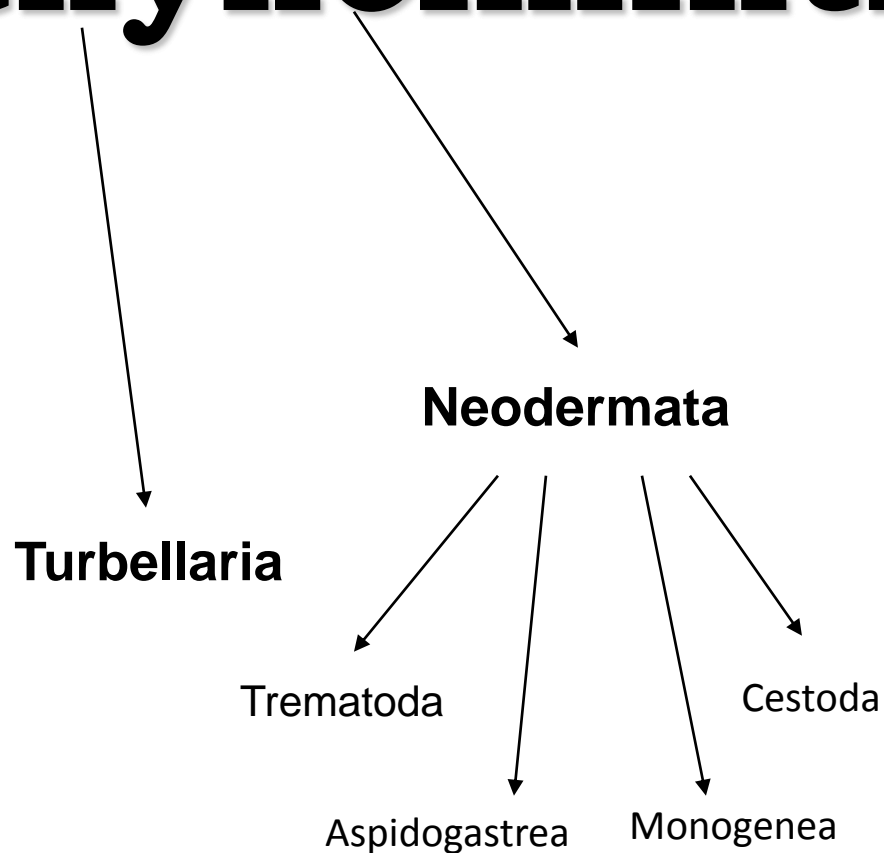 Neodermata
Turbellaria
Trematoda
Cestoda
Aspidogastrea
Monogenea